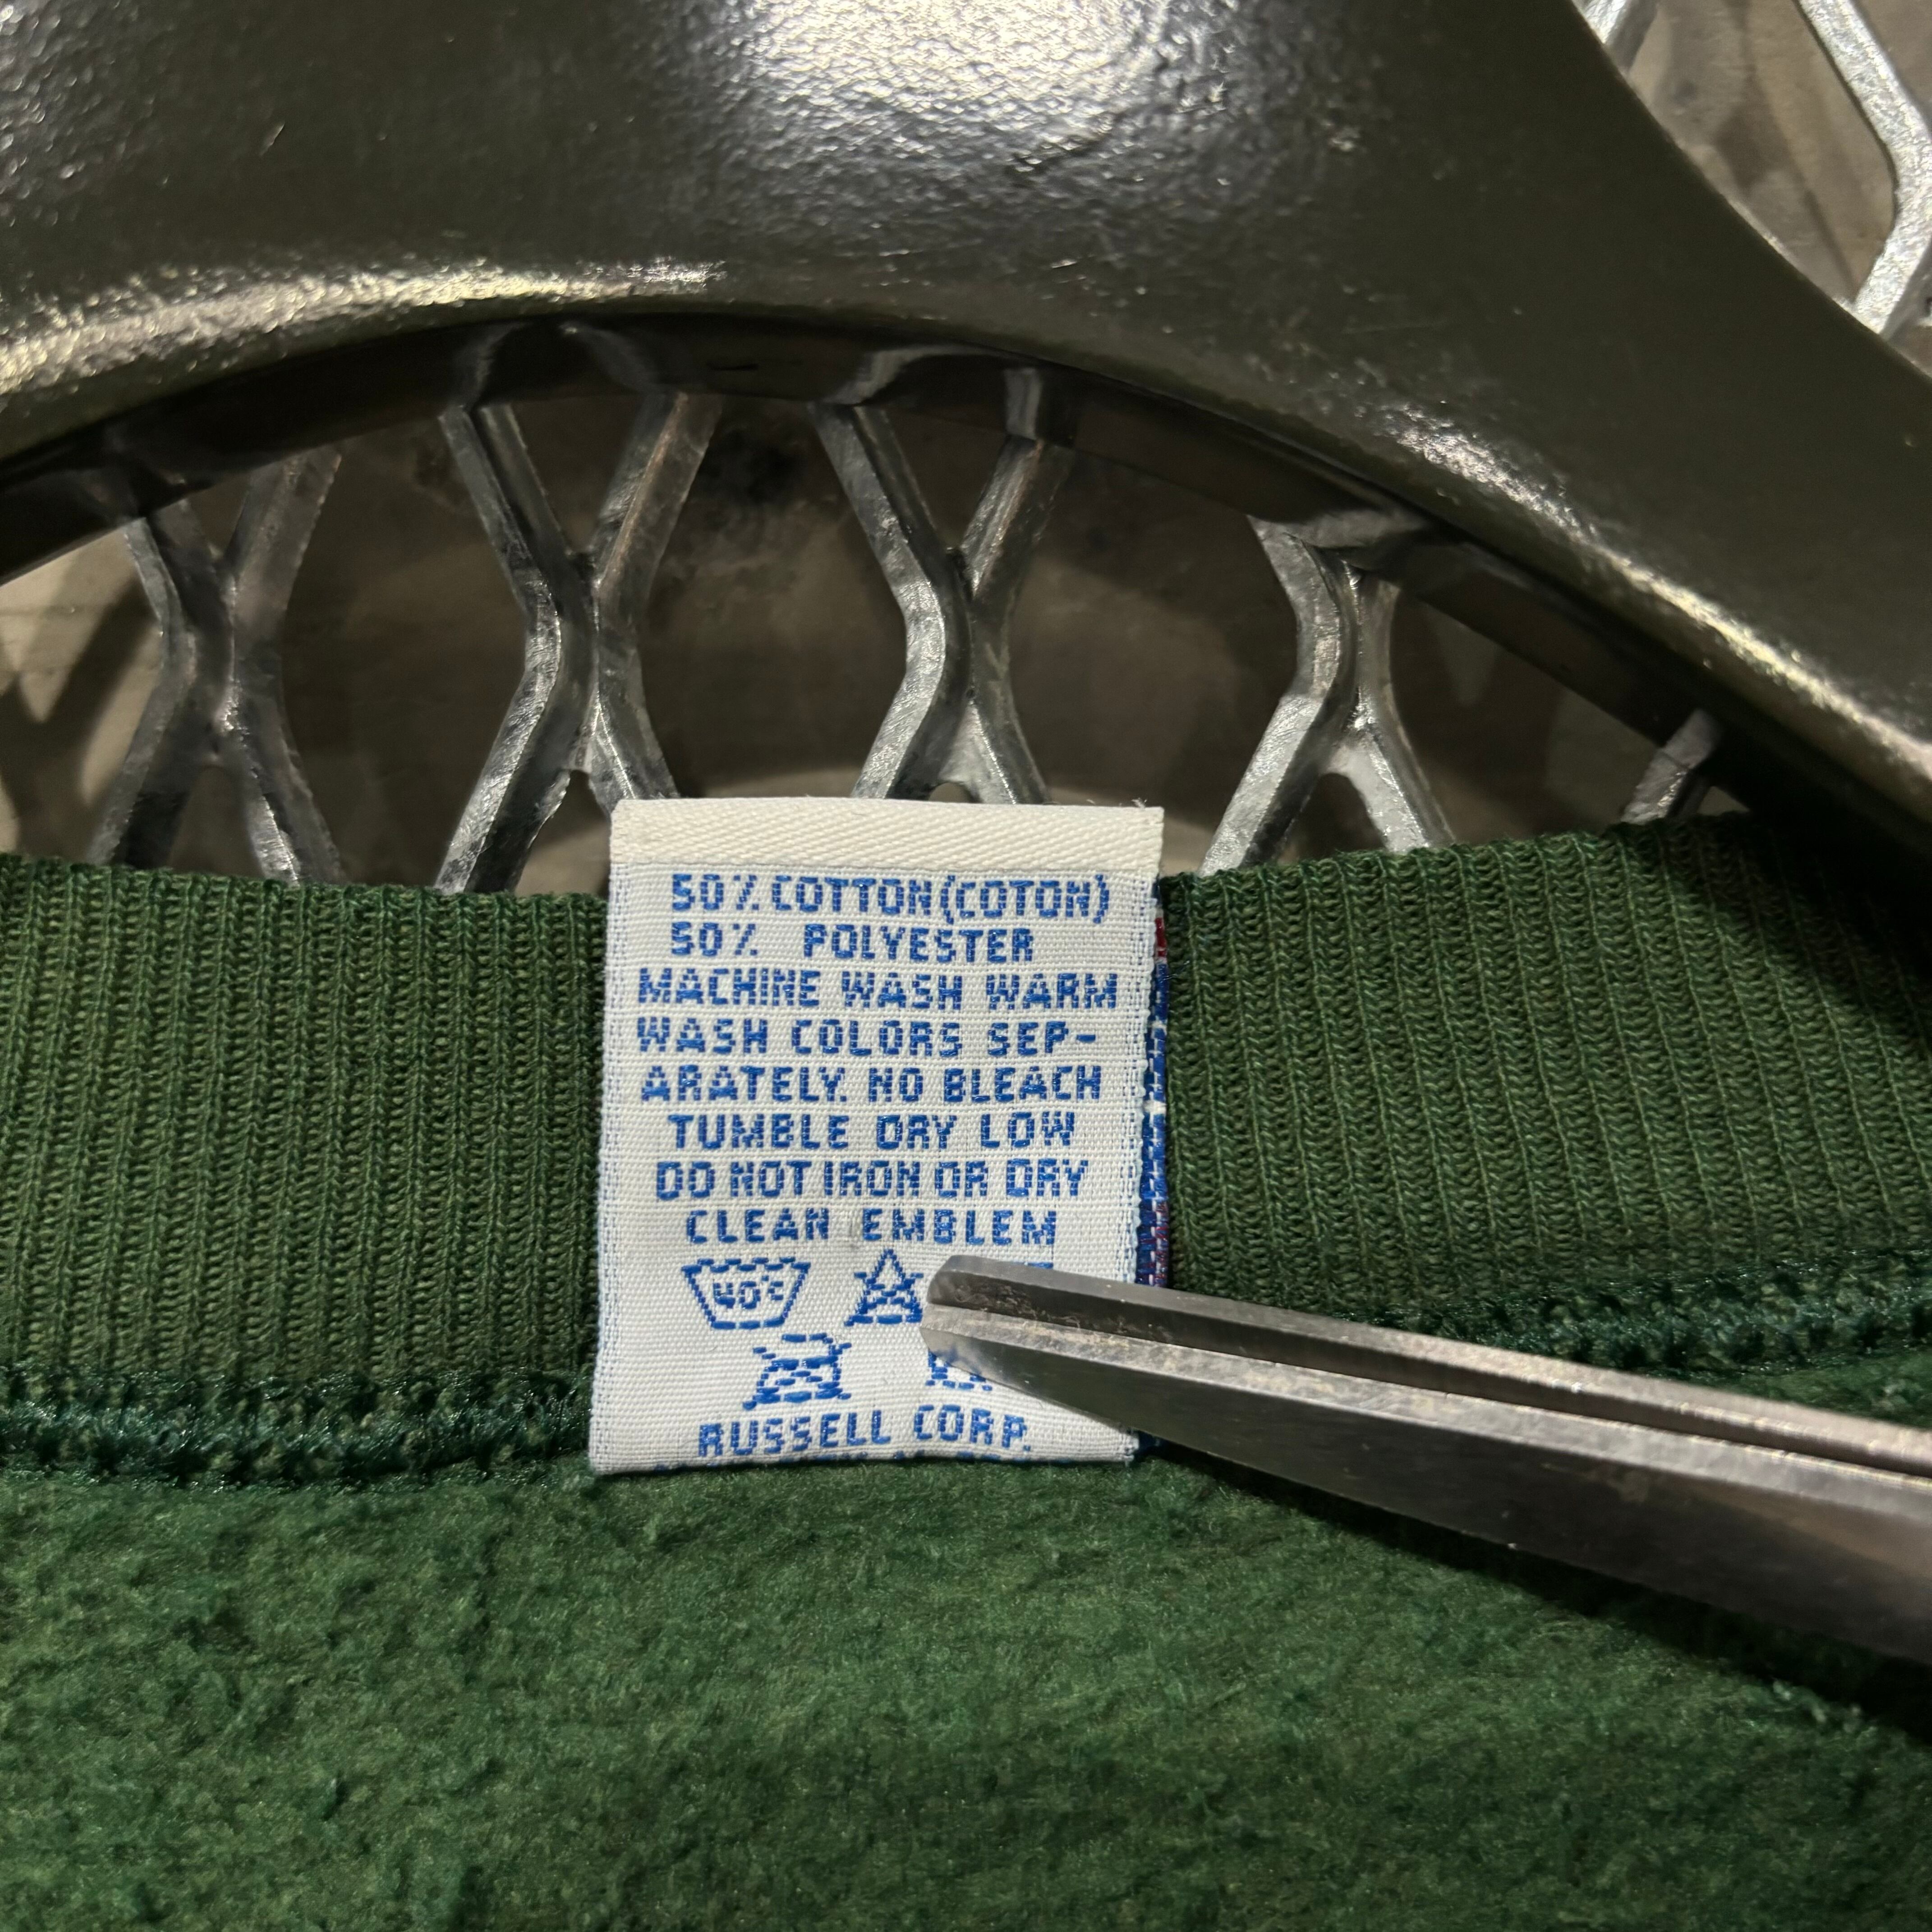 50% COTTON (COTON)
50% POLYESTER
MACHINE WASH WARM
WASH COLORS SEP-
ARATELY. NO BLEACH
TUMBLE DRY LOW
DO NOT IRON OR DRY
CLEAN EMBLEM
40°C
RUSSELL CORP.